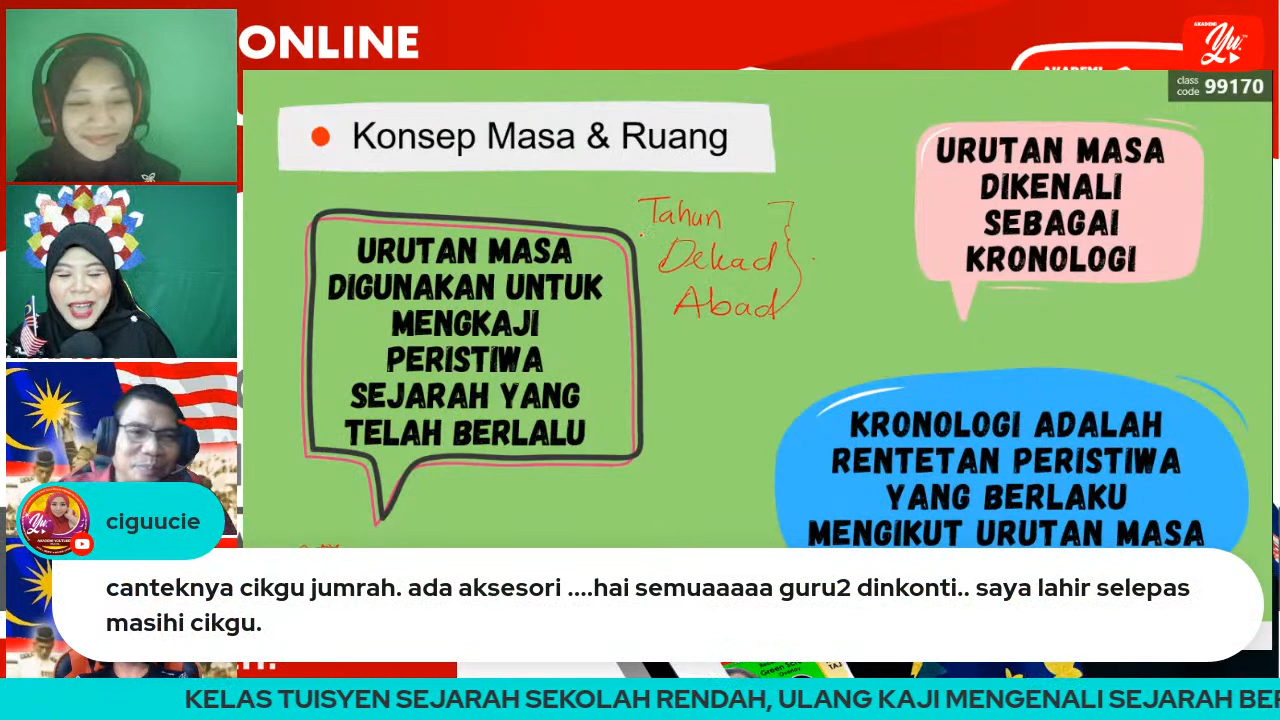 ONLINE
AKADEMI
Yu.
AKADEMI
class
code 99170
Konsep Masa & Ruang
URUTAN MASA
DIGUNAKAN UNTUK
MENGKAJI
PERISTIWA
SEJARAH YANG
TELAH BERLALU
Tahun
Dekad
Abad
URUTAN MASA
DIKENALI
SEBAGAI
KRONOLOGI
KRONOLOGI ADALAH
RENTETAN PERISTIWA
YANG BERLAKU
MENGIKUT URUTAN MASA
ciguucie
canteknya cikgu jumrah. ada aksesori ....hai semuaaaaa guru2 dinkonti.. saya lahir selepas
masihi cikgu.
KELAS TUISYEN SEJARAH SEKOLAH RENDAH, ULANG KAJI MENGENALI SEJARAH